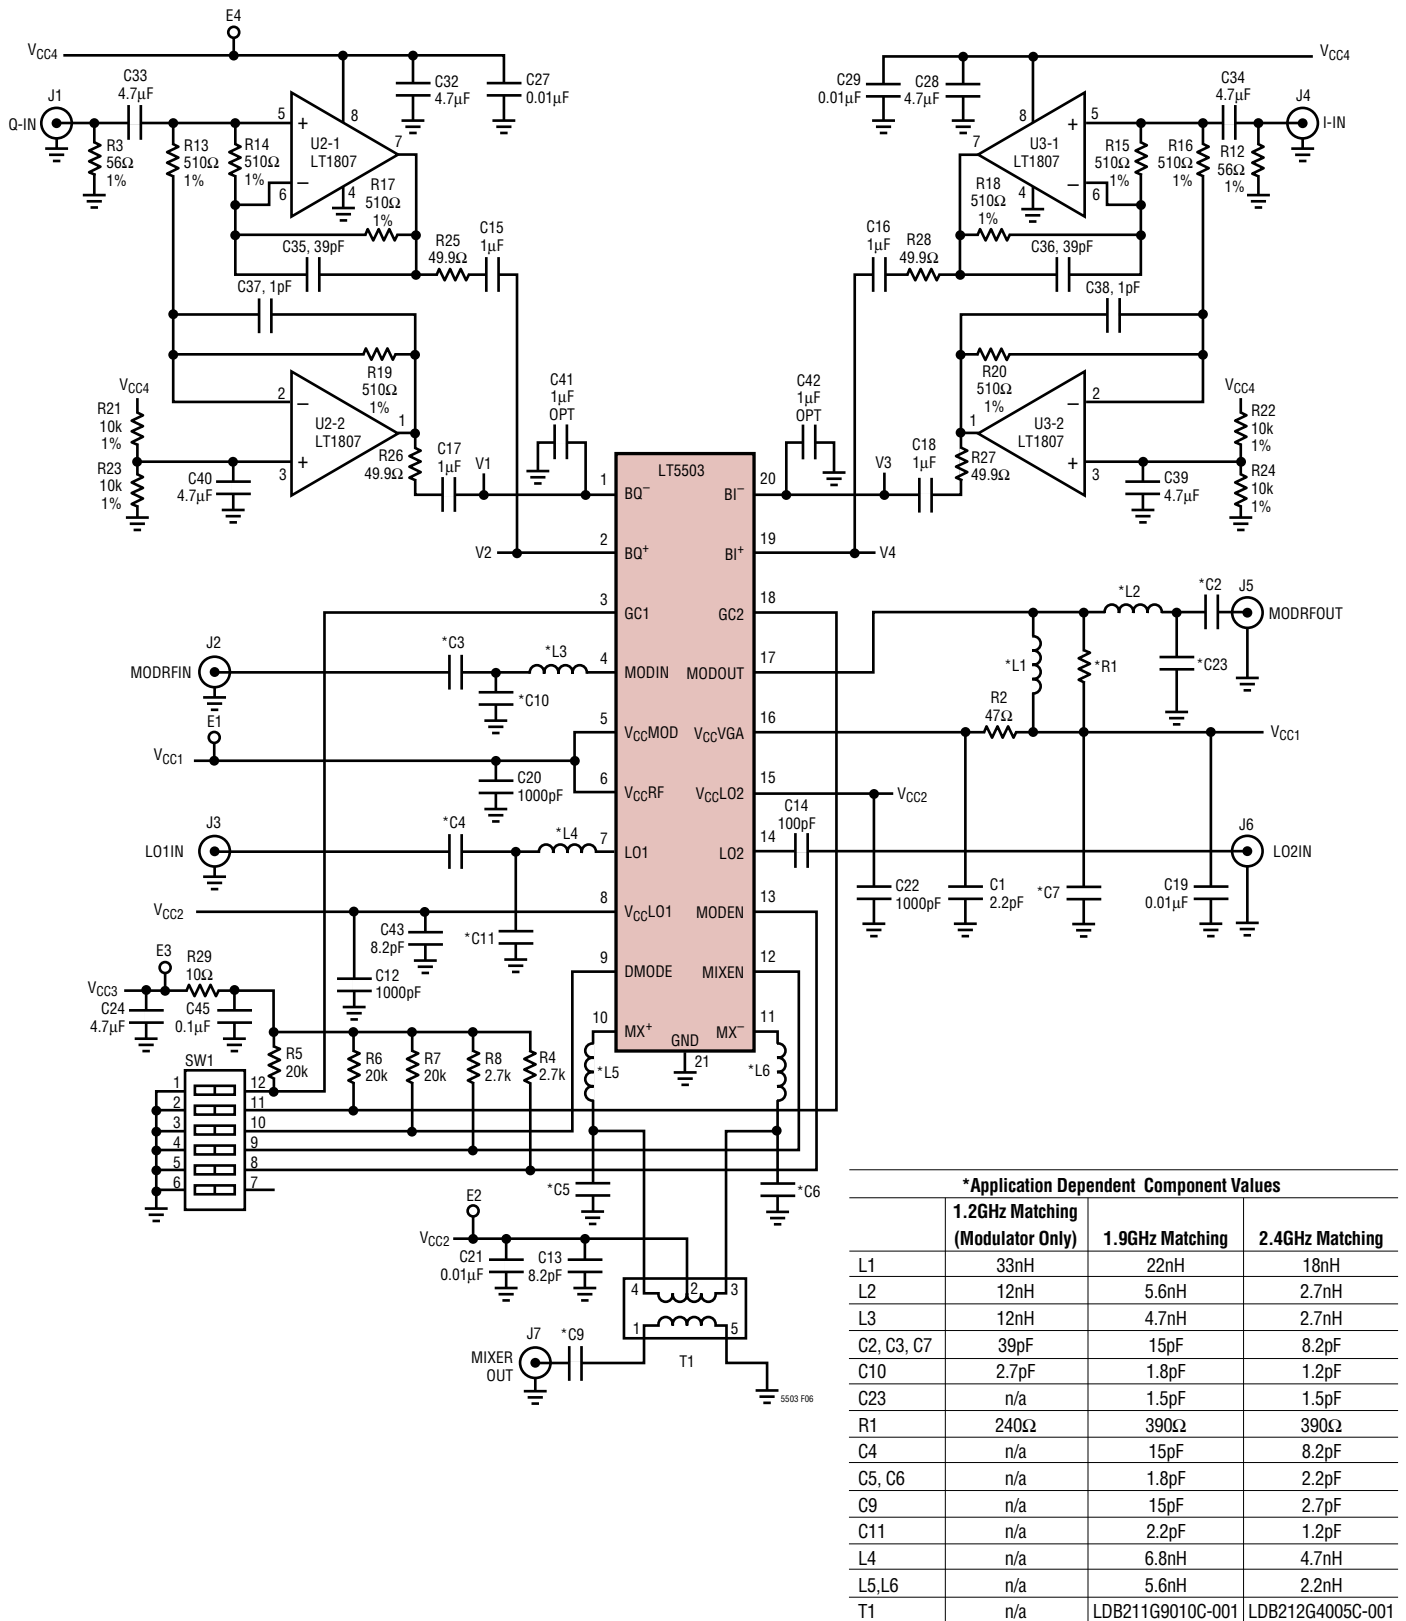 E4
VCC4
C33
4.7µF
J1
Q-IN
R3
56Ω
1%
R13
510Ω
1%
R14
510Ω
1%
5
+
6
–
U2-1
LT1807
8
7
4
C32
4.7µF
C27
0.01µF
R17
510Ω
1%
C35, 39pF
R25
49.9Ω
C15
1µF
C37, 1pF
R19
510Ω
1%
VCC4
R21
10k
1%
R23
10k
1%
C40
4.7µF
2
–
U2-2
LT1807
3
+
1
R26
49.9Ω
C17
1µF
V1
C41
1µF
OPT
V2
VCC4
C29
0.01µF
C28
4.7µF
C34
4.7µF
J4
I-IN
7
8
+
5
U3-1
LT1807
4
–
6
R15
510Ω
1%
R16
510Ω
1%
R12
56Ω
1%
R18
510Ω
1%
C16
1µF
R28
49.9Ω
C36, 39pF
C38, 1pF
R20
510Ω
1%
VCC4
R22
10k
1%
R24
10k
1%
C39
4.7µF
2
–
U3-2
LT1807
1
3
+
R27
49.9Ω
C18
1µF
V3
C42
1µF
OPT
V4
LT5503
1
BQ–
2
BQ+
3
GC1
4
MODIN
5
VCCMOD
6
VCCRF
7
LO1
8
VCCLO1
9
DMODE
10
MX+
20
BI–
19
BI+
18
GC2
17
MODOUT
16
VCCVGA
15
VCCLO2
14
LO2
13
MODEN
12
MIXEN
11
MX–
GND
21
J2
MODRFIN
*C3
*L3
*C10
E1
VCC1
C20
1000pF
J3
LO1IN
*C4
*L4
VCC2
C43
8.2pF
*C11
C12
1000pF
E3
VCC3
R29
10Ω
C24
4.7µF
C45
0.1µF
R5
20k
R6
20k
R7
20k
R8
2.7k
R4
2.7k
SW1
1
2
3
4
5
6
12
11
10
9
8
7
*L2
*C2
J5
MODRFOUT
*L1
*R1
*C23
R2
47Ω
VCC1
VCC2
C14
100pF
J6
LO2IN
C22
1000pF
C1
2.2pF
*C7
C19
0.01µF
*L5
*L6
*C5
*C6
E2
VCC2
C21
0.01µF
C13
8.2pF
4
2
3
1
5
T1
J7
MIXER
OUT
*C9
5503 F06
*Application Dependent Component Values
1.2GHz Matching
(Modulator Only) 1.9GHz Matching 2.4GHz Matching
L1 33nH 22nH 18nH
L2 12nH 5.6nH 2.7nH
L3 12nH 4.7nH 2.7nH
C2, C3, C7 39pF 15pF 8.2pF
C10 2.7pF 1.8pF 1.2pF
C23 n/a 1.5pF 1.5pF
R1 240Ω 390Ω 390Ω
C4 n/a 15pF 8.2pF
C5, C6 n/a 1.8pF 2.2pF
C9 n/a 15pF 2.7pF
C11 n/a 2.2pF 1.2pF
L4 n/a 6.8nH 4.7nH
L5,L6 n/a 5.6nH 2.2nH
T1 n/a LDB211G9010C-001 LDB212G4005C-001